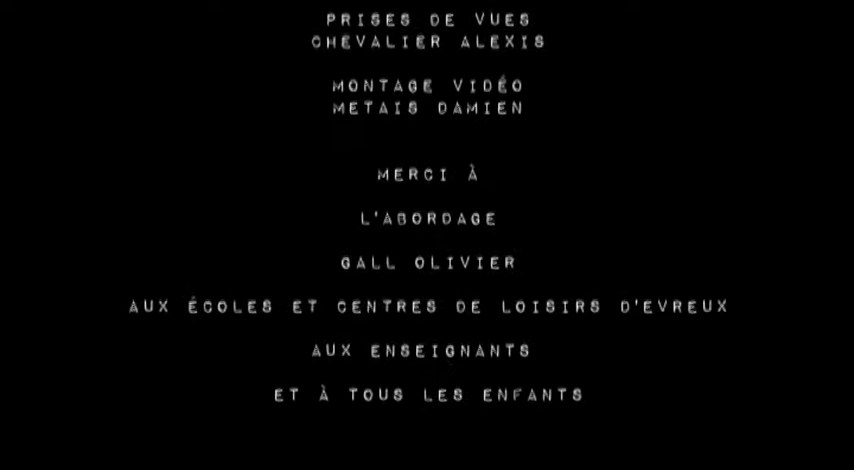 PRISES DE VUES
CHEVALIER ALEXIS
MONTAGE VIDÉO
METAIS DAMIEN
MERCI À
L'ABORDAGE
GALL OLIVIER
AUX ÉCOLES ET CENTRES DE LOISIRS D'EVREUX
AUX ENSEIGNANTS
ET À TOUS LES ENFANTS